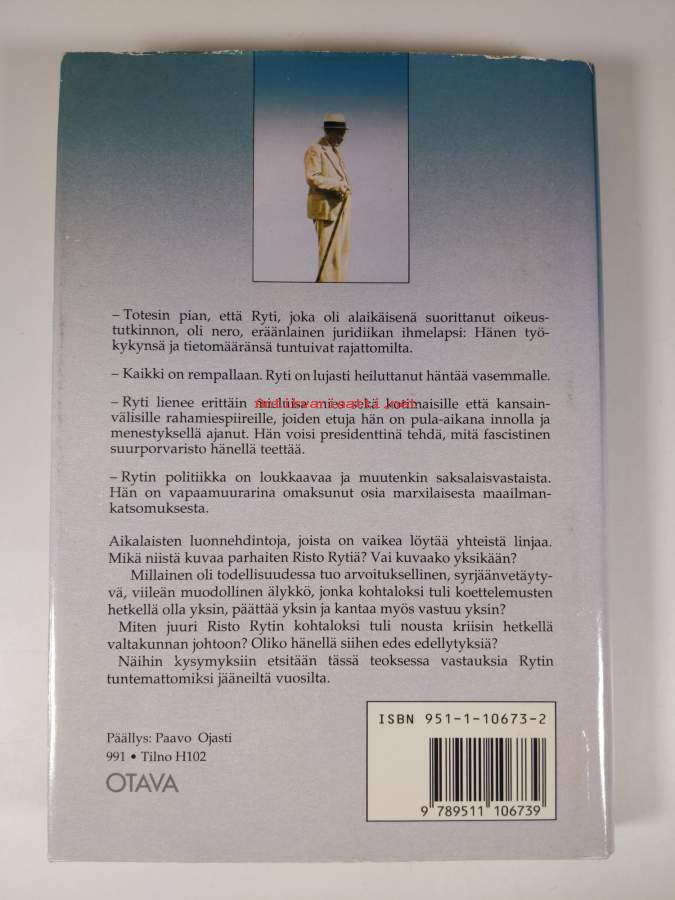 – Totesin pian, että Ryti, joka oli alaikäisenä suorittanut oikeus-
tutkinnon, oli nero, eräänlainen juridiikan ihmelapsi: Hänen työ-
kykynsä ja tietomääränsä tuntuivat rajattomilta.
– Kaikki on rempallaan. Ryti on lujasti heiluttanut häntää vasemmalle.
– Ryti lienee erittäin mieluisa mies sekä kotimaisille että kansain-
välisille rahamiespiireille, joiden etuja hän on pula-aikana innolla ja
menestyksellä ajanut. Hän voisi presidenttinä tehdä, mitä fascistinen
suurporvaristo hänellä teettää.
– Rytin politiikka on loukkaavaa ja muutenkin saksalaisvastaista.
Hän on vapaamuurarina omaksunut osia marxilaisesta maailman-
katsomuksesta.
Aikalaisten luonnehdintoja, joista on vaikea löytää yhteistä linjaa.
Mikä niistä kuvaa parhaiten Risto Rytiä? Vai kuvaako yksikään?
Millainen oli todellisuudessa tuo arvoituksellinen, syrjäänvetäyty-
vä, viileän muodollinen älykkö, jonka kohtaloksi tuli koettelemusten
hetkellä olla yksin, päättää yksin ja kantaa myös vastuu yksin?
Miten juuri Risto Rytin kohtaloksi tuli nousta kriisin hetkellä
valtakunnan johtoon? Oliko hänellä siihen edes edellytyksiä?
Näihin kysymyksiin etsitään tässä teoksessa vastauksia Rytin
tuntemattomiksi jääneiltä vuosilta.
Päällys: Paavo Ojasti
991 • Tilno H102
OTAVA
ISBN 951-1-10673-2
9 789511 106739